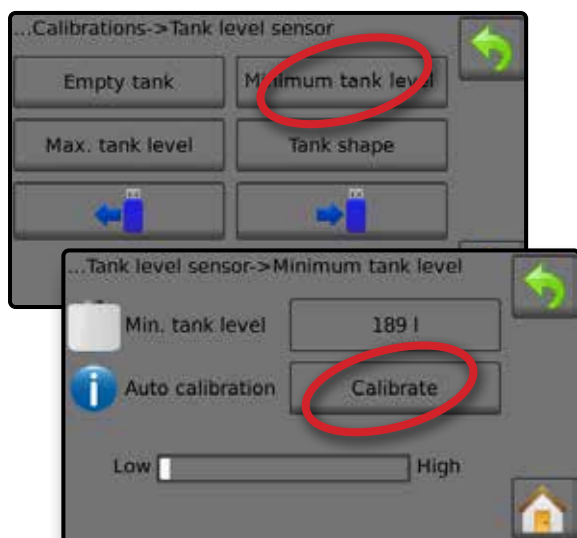 ...Calibrations->Tank level sensor
Empty tank
Minimum tank level
Max. tank level
Tank shape
...Tank level sensor->Minimum tank level
Min. tank level
189 l
Auto calibration
Calibrate
Low
High